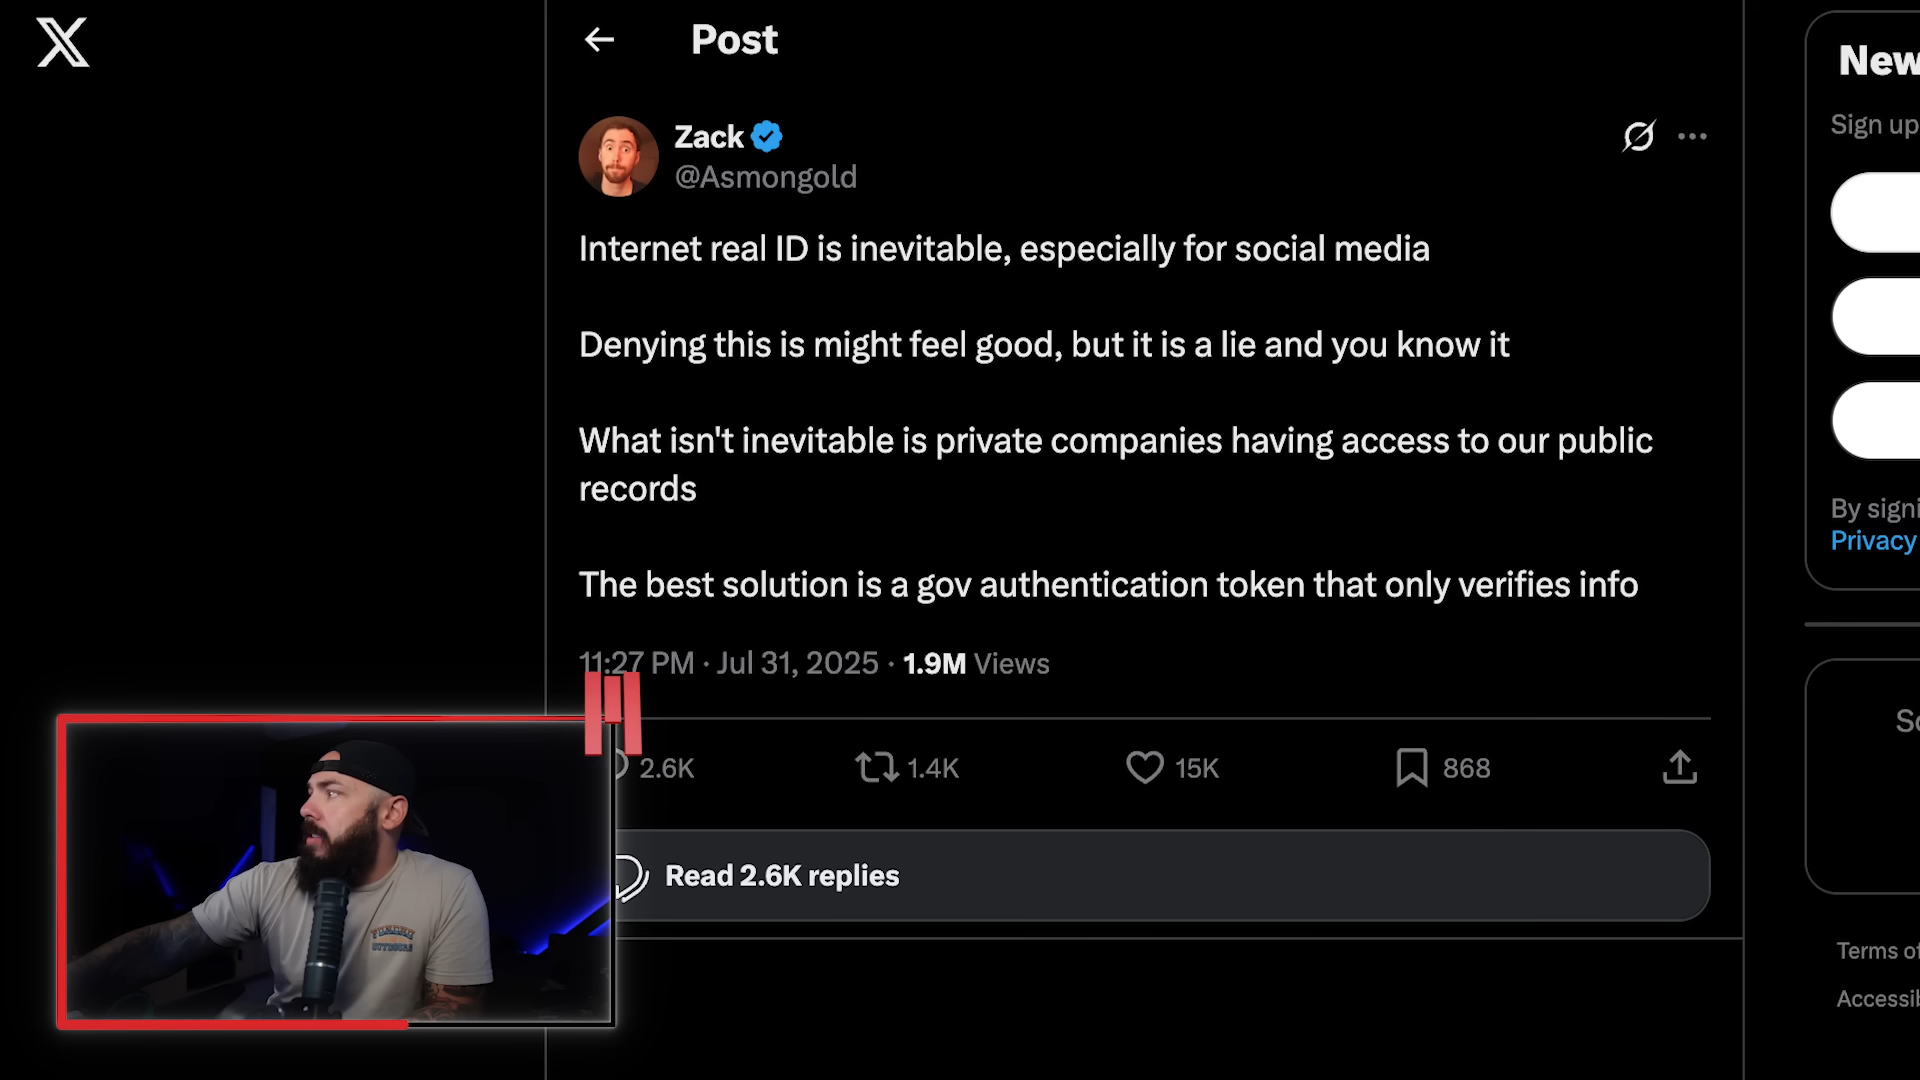 Post
Zack
@Asmongold
Internet real ID is inevitable, especially for social media
Denying this is might feel good, but it is a lie and you know it
What isn't inevitable is private companies having access to our public
records
The best solution is a gov authentication token that only verifies info
11:27 PM · Jul 31, 2025 · 1.9M Views
2.6K 1.4K 15K 868
Read 2.6K replies
New
Sign up
By signi
Privacy
So
Terms of
Accessib
OUTDOORS